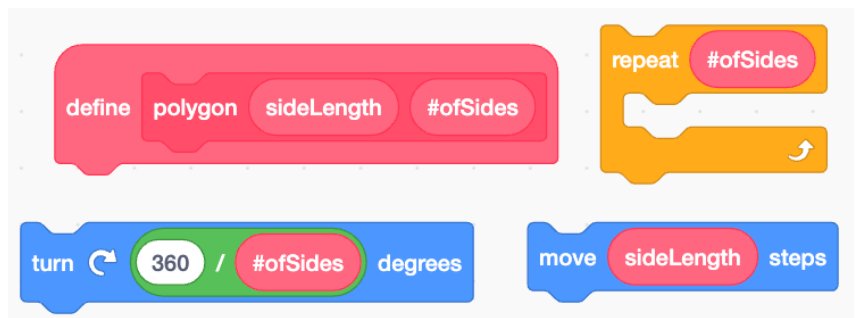 define polygon sideLength #ofSides
repeat #ofSides
turn 360 / #ofSides degrees
move sideLength steps